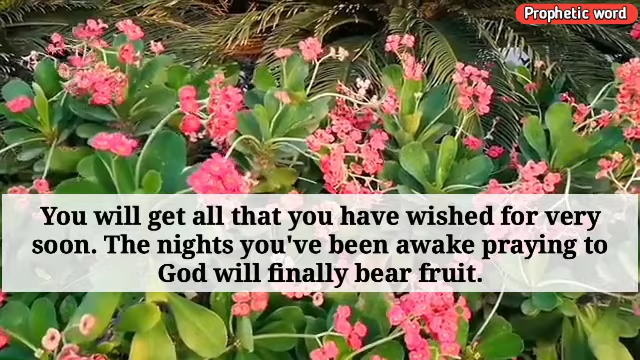 Prophetic word
You will get all that you have wished for very
soon. The nights you've been awake praying to
God will finally bear fruit.